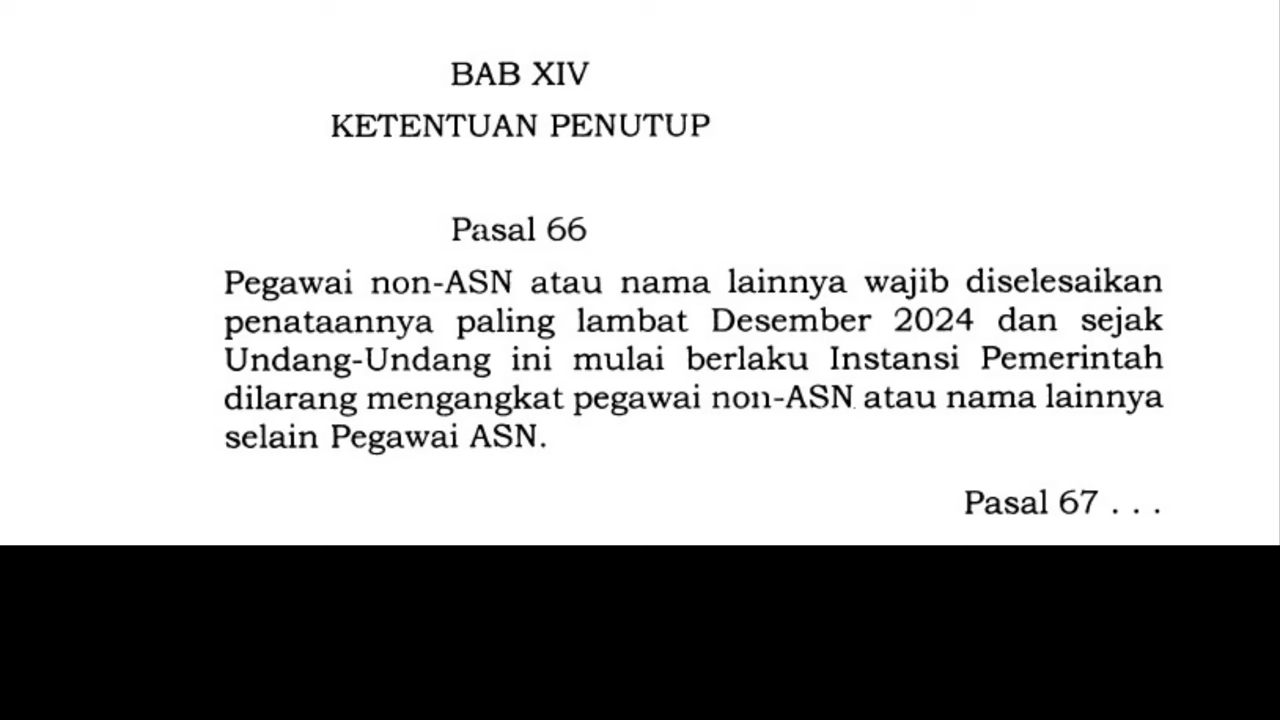 BAB XIV
KETENTUAN PENUTUP
Pasal 66
Pegawai non-ASN atau nama lainnya wajib diselesaikan
penataannya paling lambat Desember 2024 dan sejak
Undang-Undang ini mulai berlaku Instansi Pemerintah
dilarang mengangkat pegawai non-ASN atau nama lainnya
selain Pegawai ASN.
Pasal 67 . . .